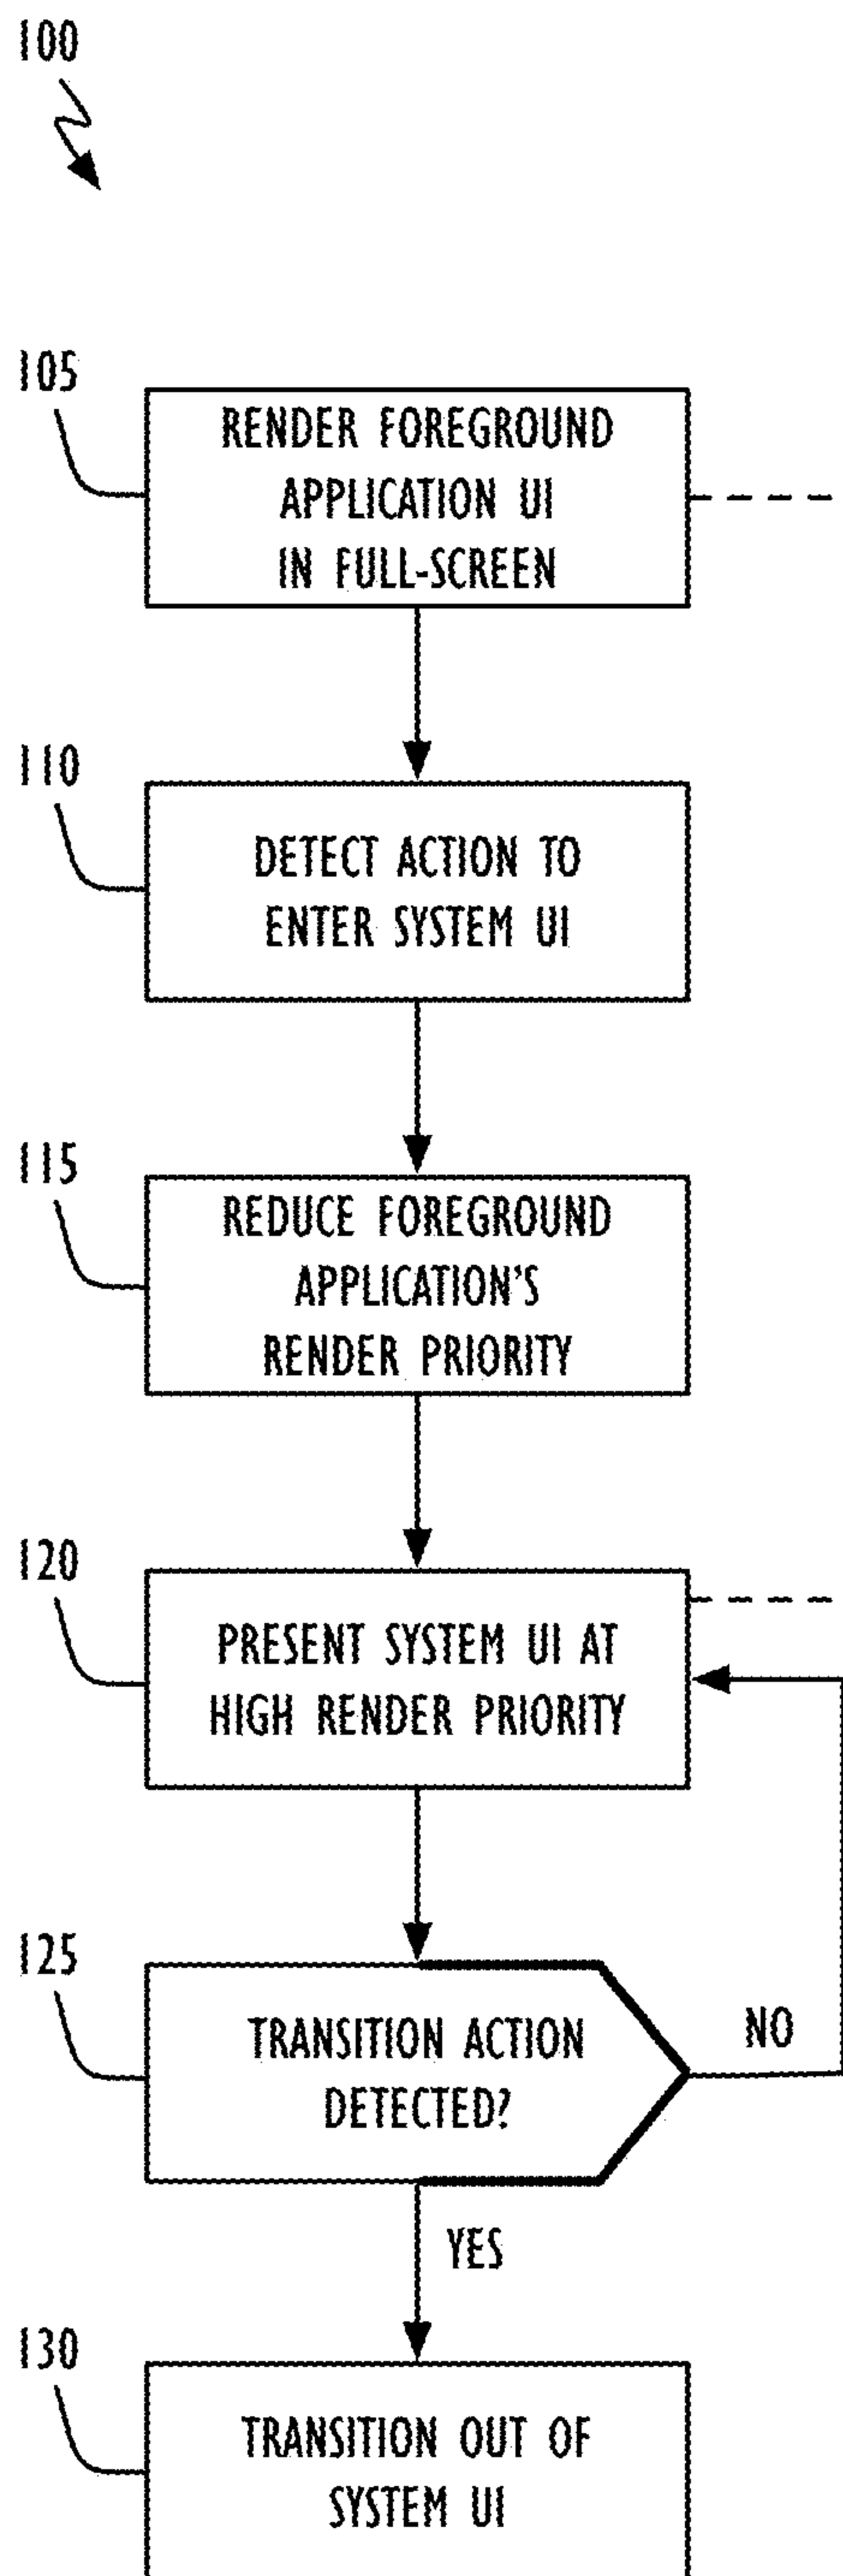 100
105
RENDER FOREGROUND
APPLICATION UI
IN FULL-SCREEN
110
DETECT ACTION TO
ENTER SYSTEM UI
115
REDUCE FOREGROUND
APPLICATION'S
RENDER PRIORITY
120
PRESENT SYSTEM UI AT
HIGH RENDER PRIORITY
125
TRANSITION ACTION
DETECTED?
NO
YES
130
TRANSITION OUT OF
SYSTEM UI